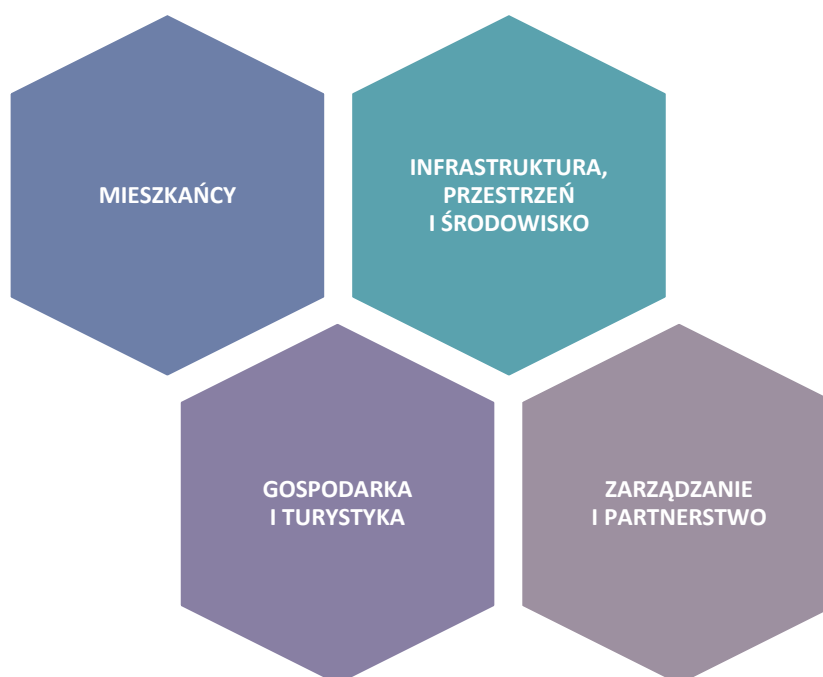 MIESZKAŃCY
INFRASTRUKTURA,
PRZESTRZEŃ
I ŚRODOWISKO
GOSPODARKA
I TURYSTYKA
ZARZĄDZANIE
I PARTNERSTWO